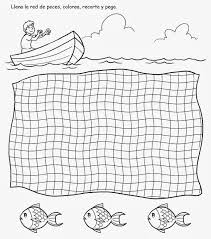 Llena la red de peces, colorea, recorta y pega.